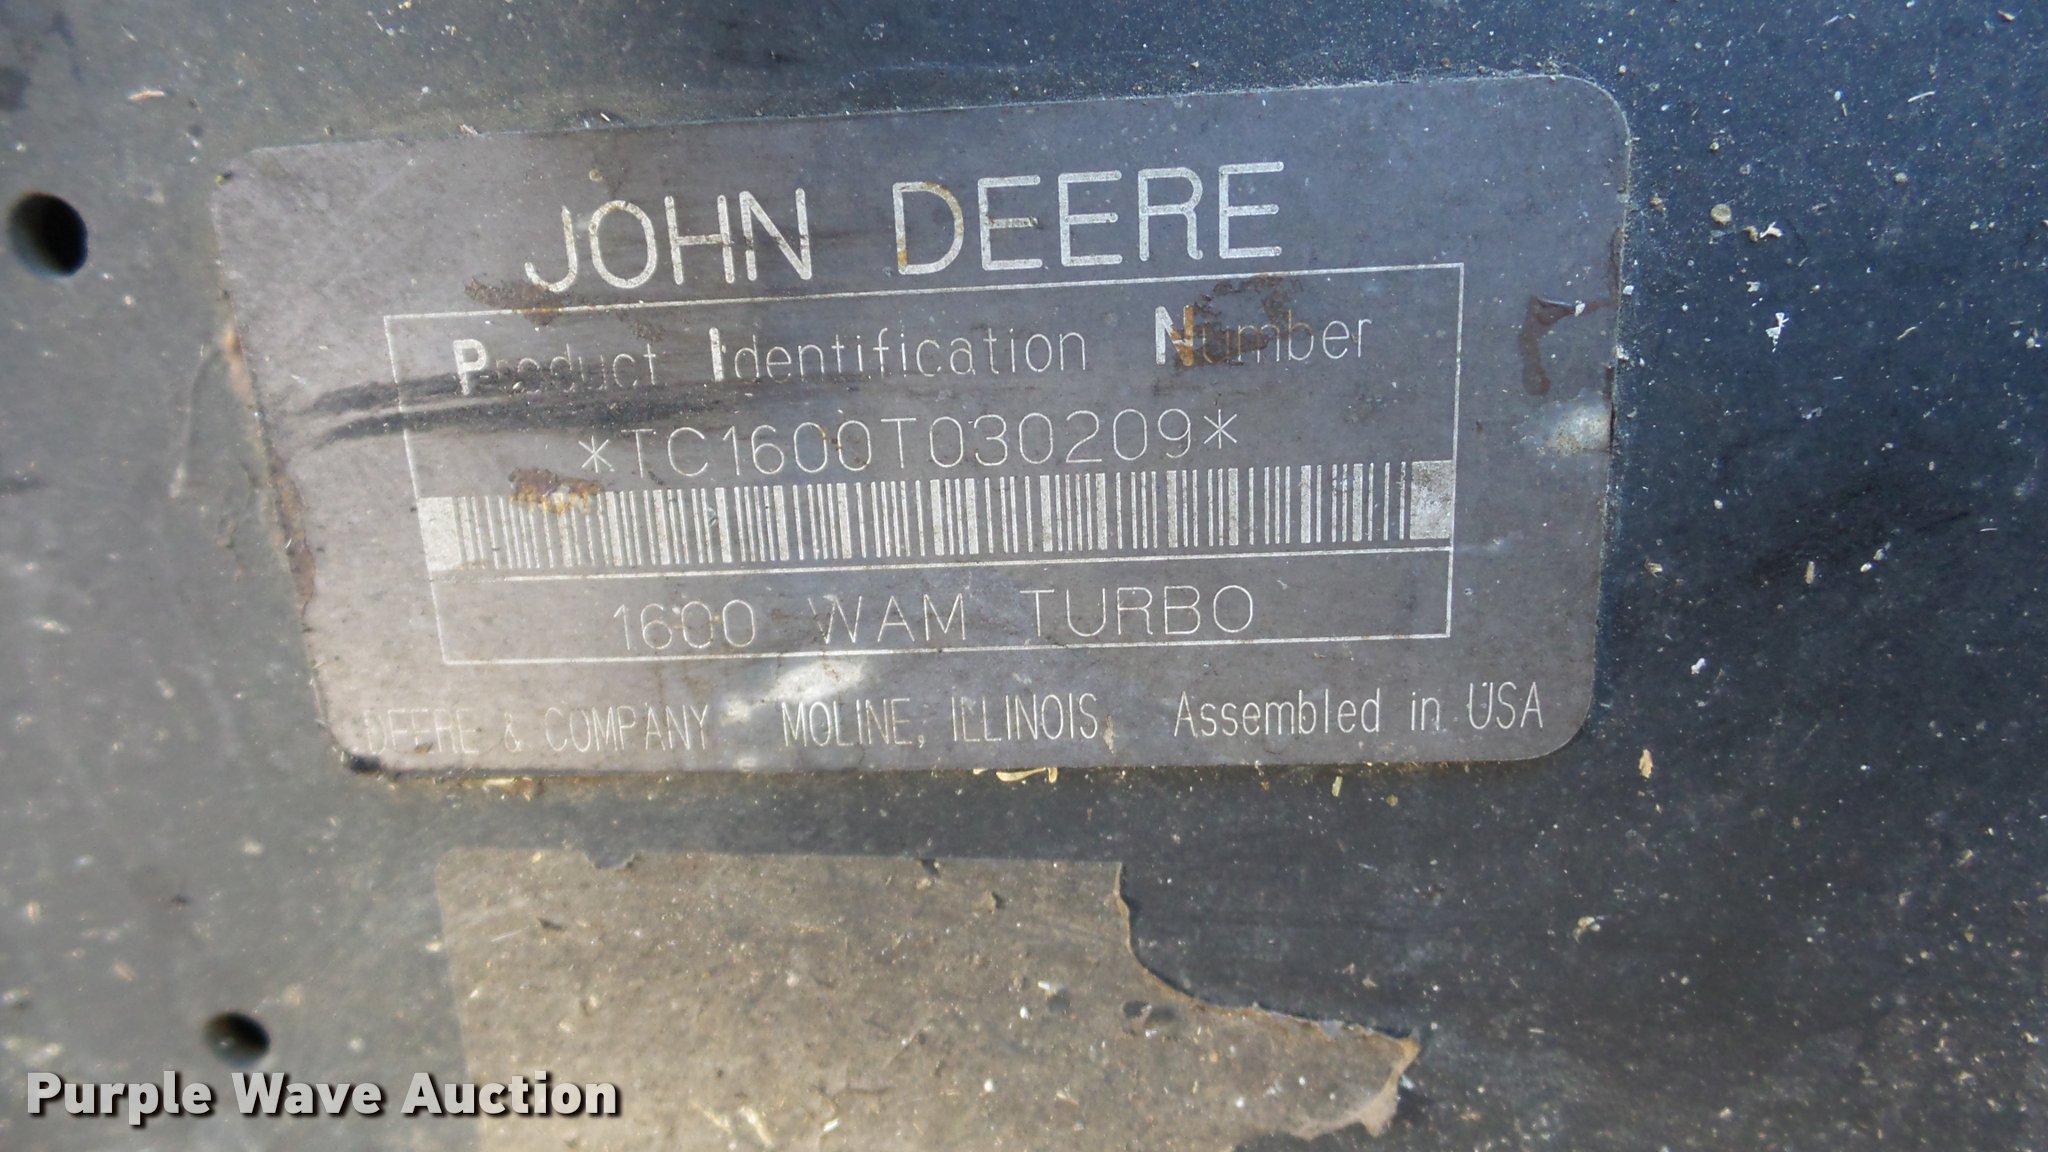 JOHN DEERE
Product Identification Number
*TC1600T030209*
1600 WAM TURBO
DEERE & COMPANY MOLINE, ILLINOIS Assembled in USA
Purple Wave Auction